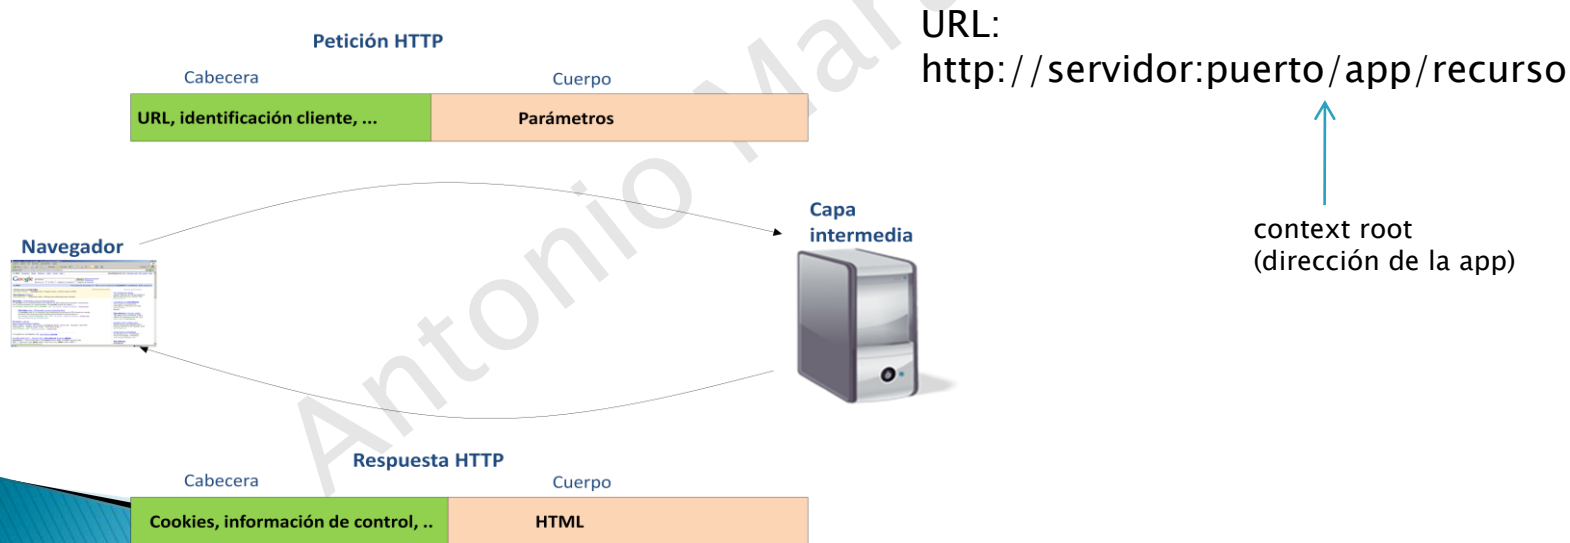 URL:
http://servidor:puerto/app/recurso
context root
(dirección de la app)
Petición HTTP
Cabecera
Cuerpo
URL, identificación cliente, ...
Parámetros
Navegador
Google
Capa
intermedia
Respuesta HTTP
Cabecera
Cuerpo
Cookies, información de control, ..
HTML
Antonio Mar